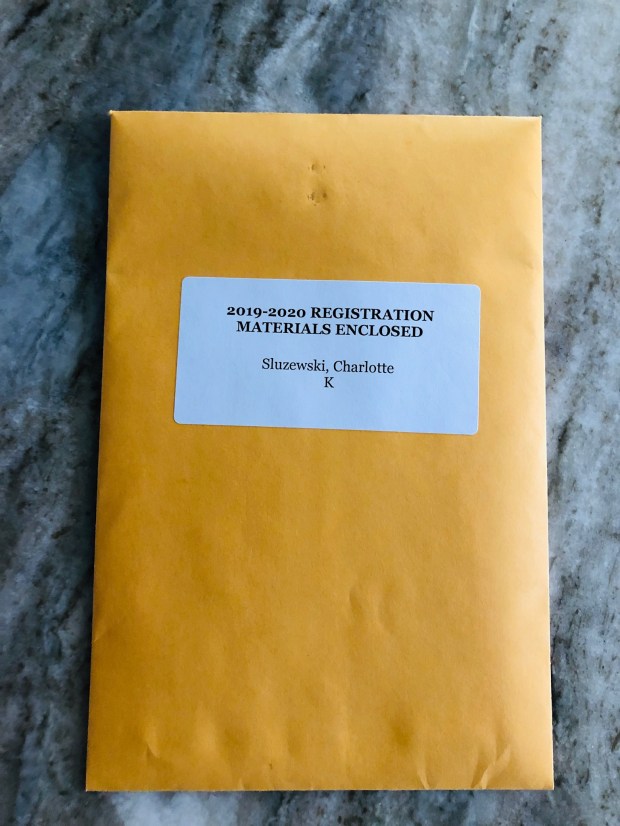 2019-2020 REGISTRATION
MATERIALS ENCLOSED
Sluzewski, Charlotte
K